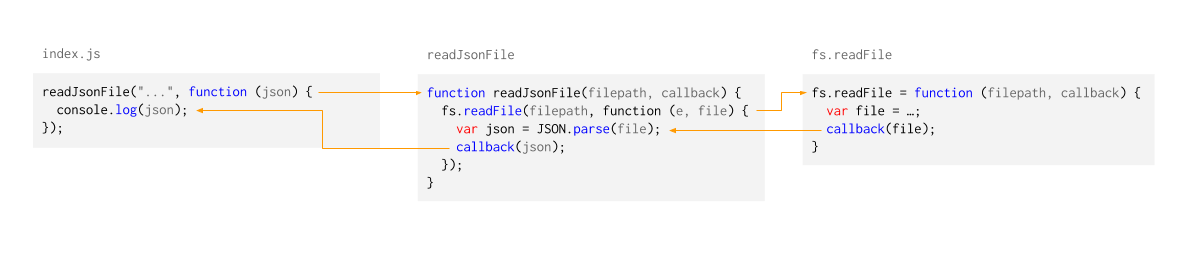 index.js
readJsonFile("...", function (json) {
  console.log(json);
});
readJsonFile
function readJsonFile(filepath, callback) {
  fs.readFile(filepath, function (e, file) {
    var json = JSON.parse(file);
    callback(json);
  });
}
fs.readFile
fs.readFile = function (filepath, callback) {
  var file = …;
  callback(file);
}